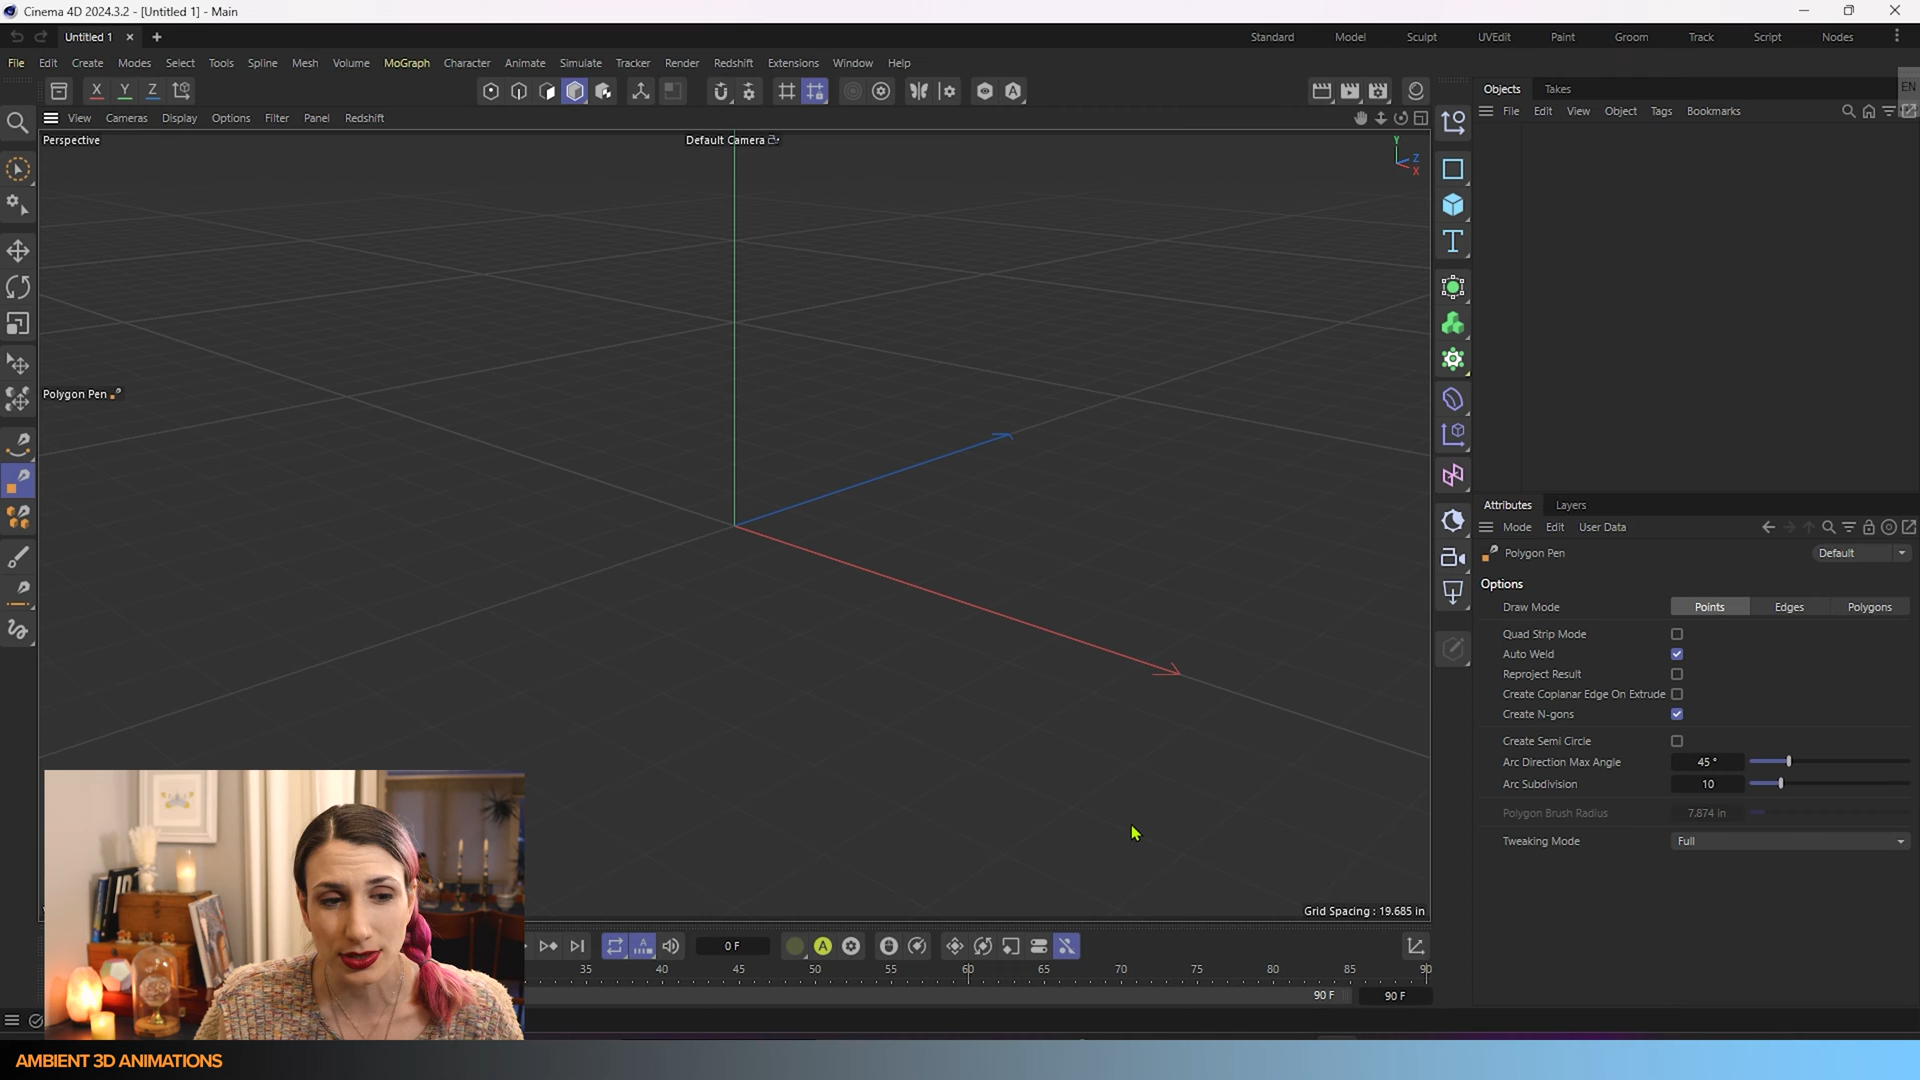 Cinema 4D 2024.3.2 - [Untitled 1] - Main
Untitled 1
Standard Model Sculpt UVEdit Paint Groom Track Script Nodes
File Edit Create Modes Select Tools Spline Mesh Volume MoGraph Character Animate Simulate Tracker Render Redshift Extensions Window Help
X Y Z
EN
Objects Takes
File Edit View Object Tags Bookmarks
View Cameras Display Options Filter Panel Redshift
Perspective
Default Camera
Y
Z
X
Polygon Pen
Attributes Layers
Mode Edit User Data
Polygon Pen Default
Options
Draw Mode Points Edges Polygons
Quad Strip Mode
Auto Weld
Reproject Result
Create Coplanar Edge On Extrude
Create N-gons
Create Semi Circle
Arc Direction Max Angle 45 °
Arc Subdivision 10
Polygon Brush Radius 7.874 in
Tweaking Mode Full
Grid Spacing : 19.685 in
0 F
35 40 45 50 55 60 65 70 75 80 85 90
90 F 90 F
AMBIENT 3D ANIMATIONS